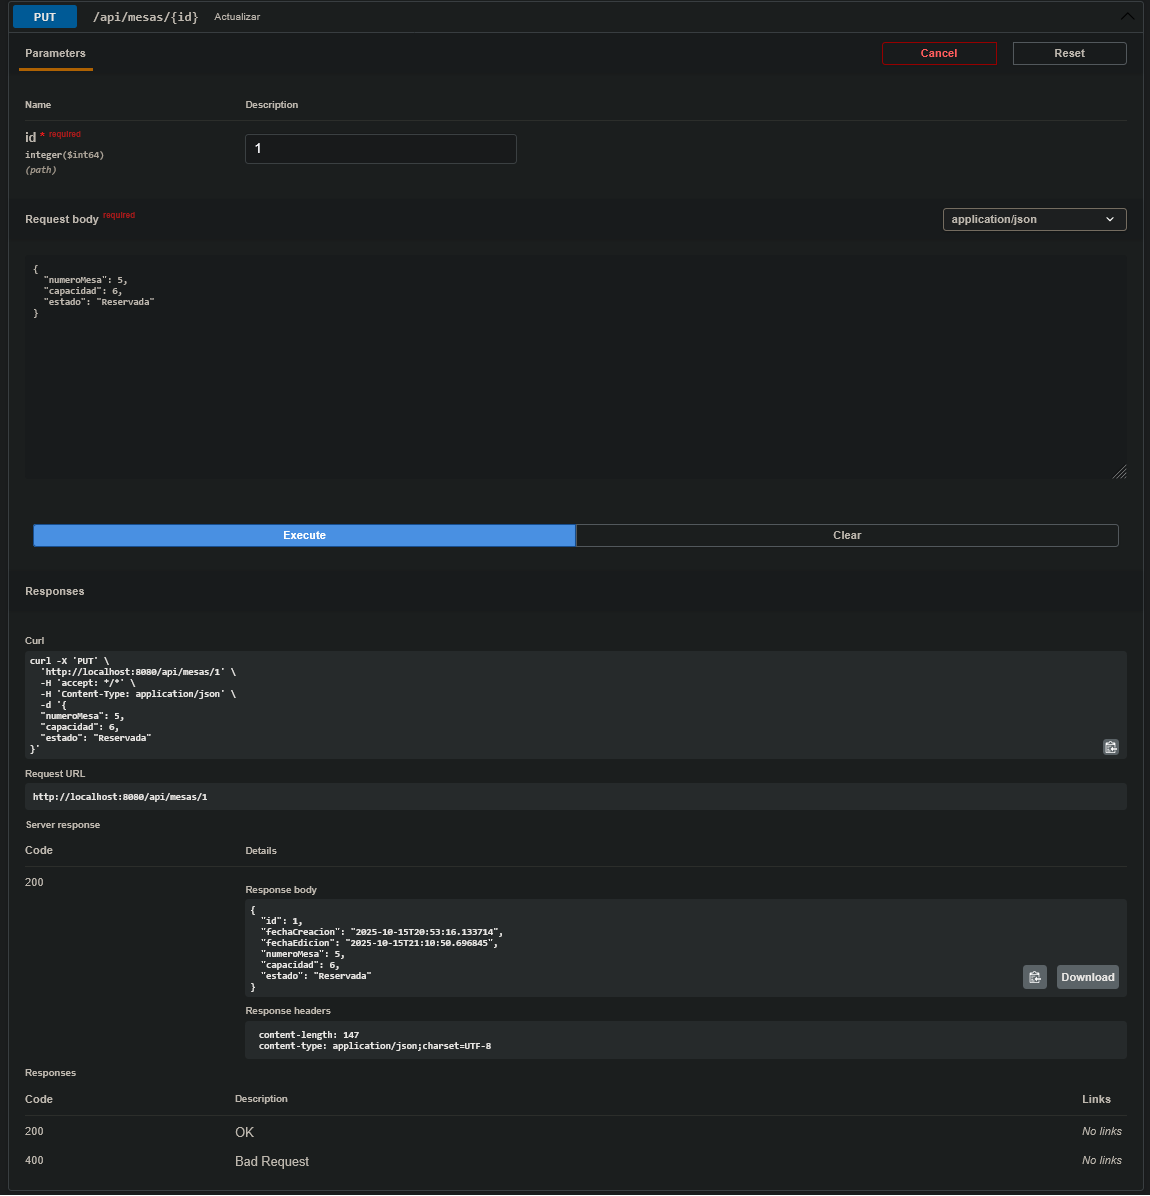 PUT /api/mesas/{id} Actualizar
Parameters
Cancel
Reset
Name Description
id * required
integer($int64)
(path)
1
Request body required
application/json
{
  "numeroMesa": 5,
  "capacidad": 6,
  "estado": "Reservada"
}
Execute
Clear
Responses
Curl
curl -X 'PUT' \
  'http://localhost:8080/api/mesas/1' \
  -H 'accept: */*' \
  -H 'Content-Type: application/json' \
  -d '{
  "numeroMesa": 5,
  "capacidad": 6,
  "estado": "Reservada"
}'
Request URL
http://localhost:8080/api/mesas/1
Server response
Code Details
200
Response body
{
  "id": 1,
  "fechaCreacion": "2025-10-15T20:53:16.133714",
  "fechaEdicion": "2025-10-15T21:10:50.696845",
  "numeroMesa": 5,
  "capacidad": 6,
  "estado": "Reservada"
}
Download
Response headers
content-length: 147
content-type: application/json;charset=UTF-8
Responses
Code Description Links
200 OK No links
400 Bad Request No links